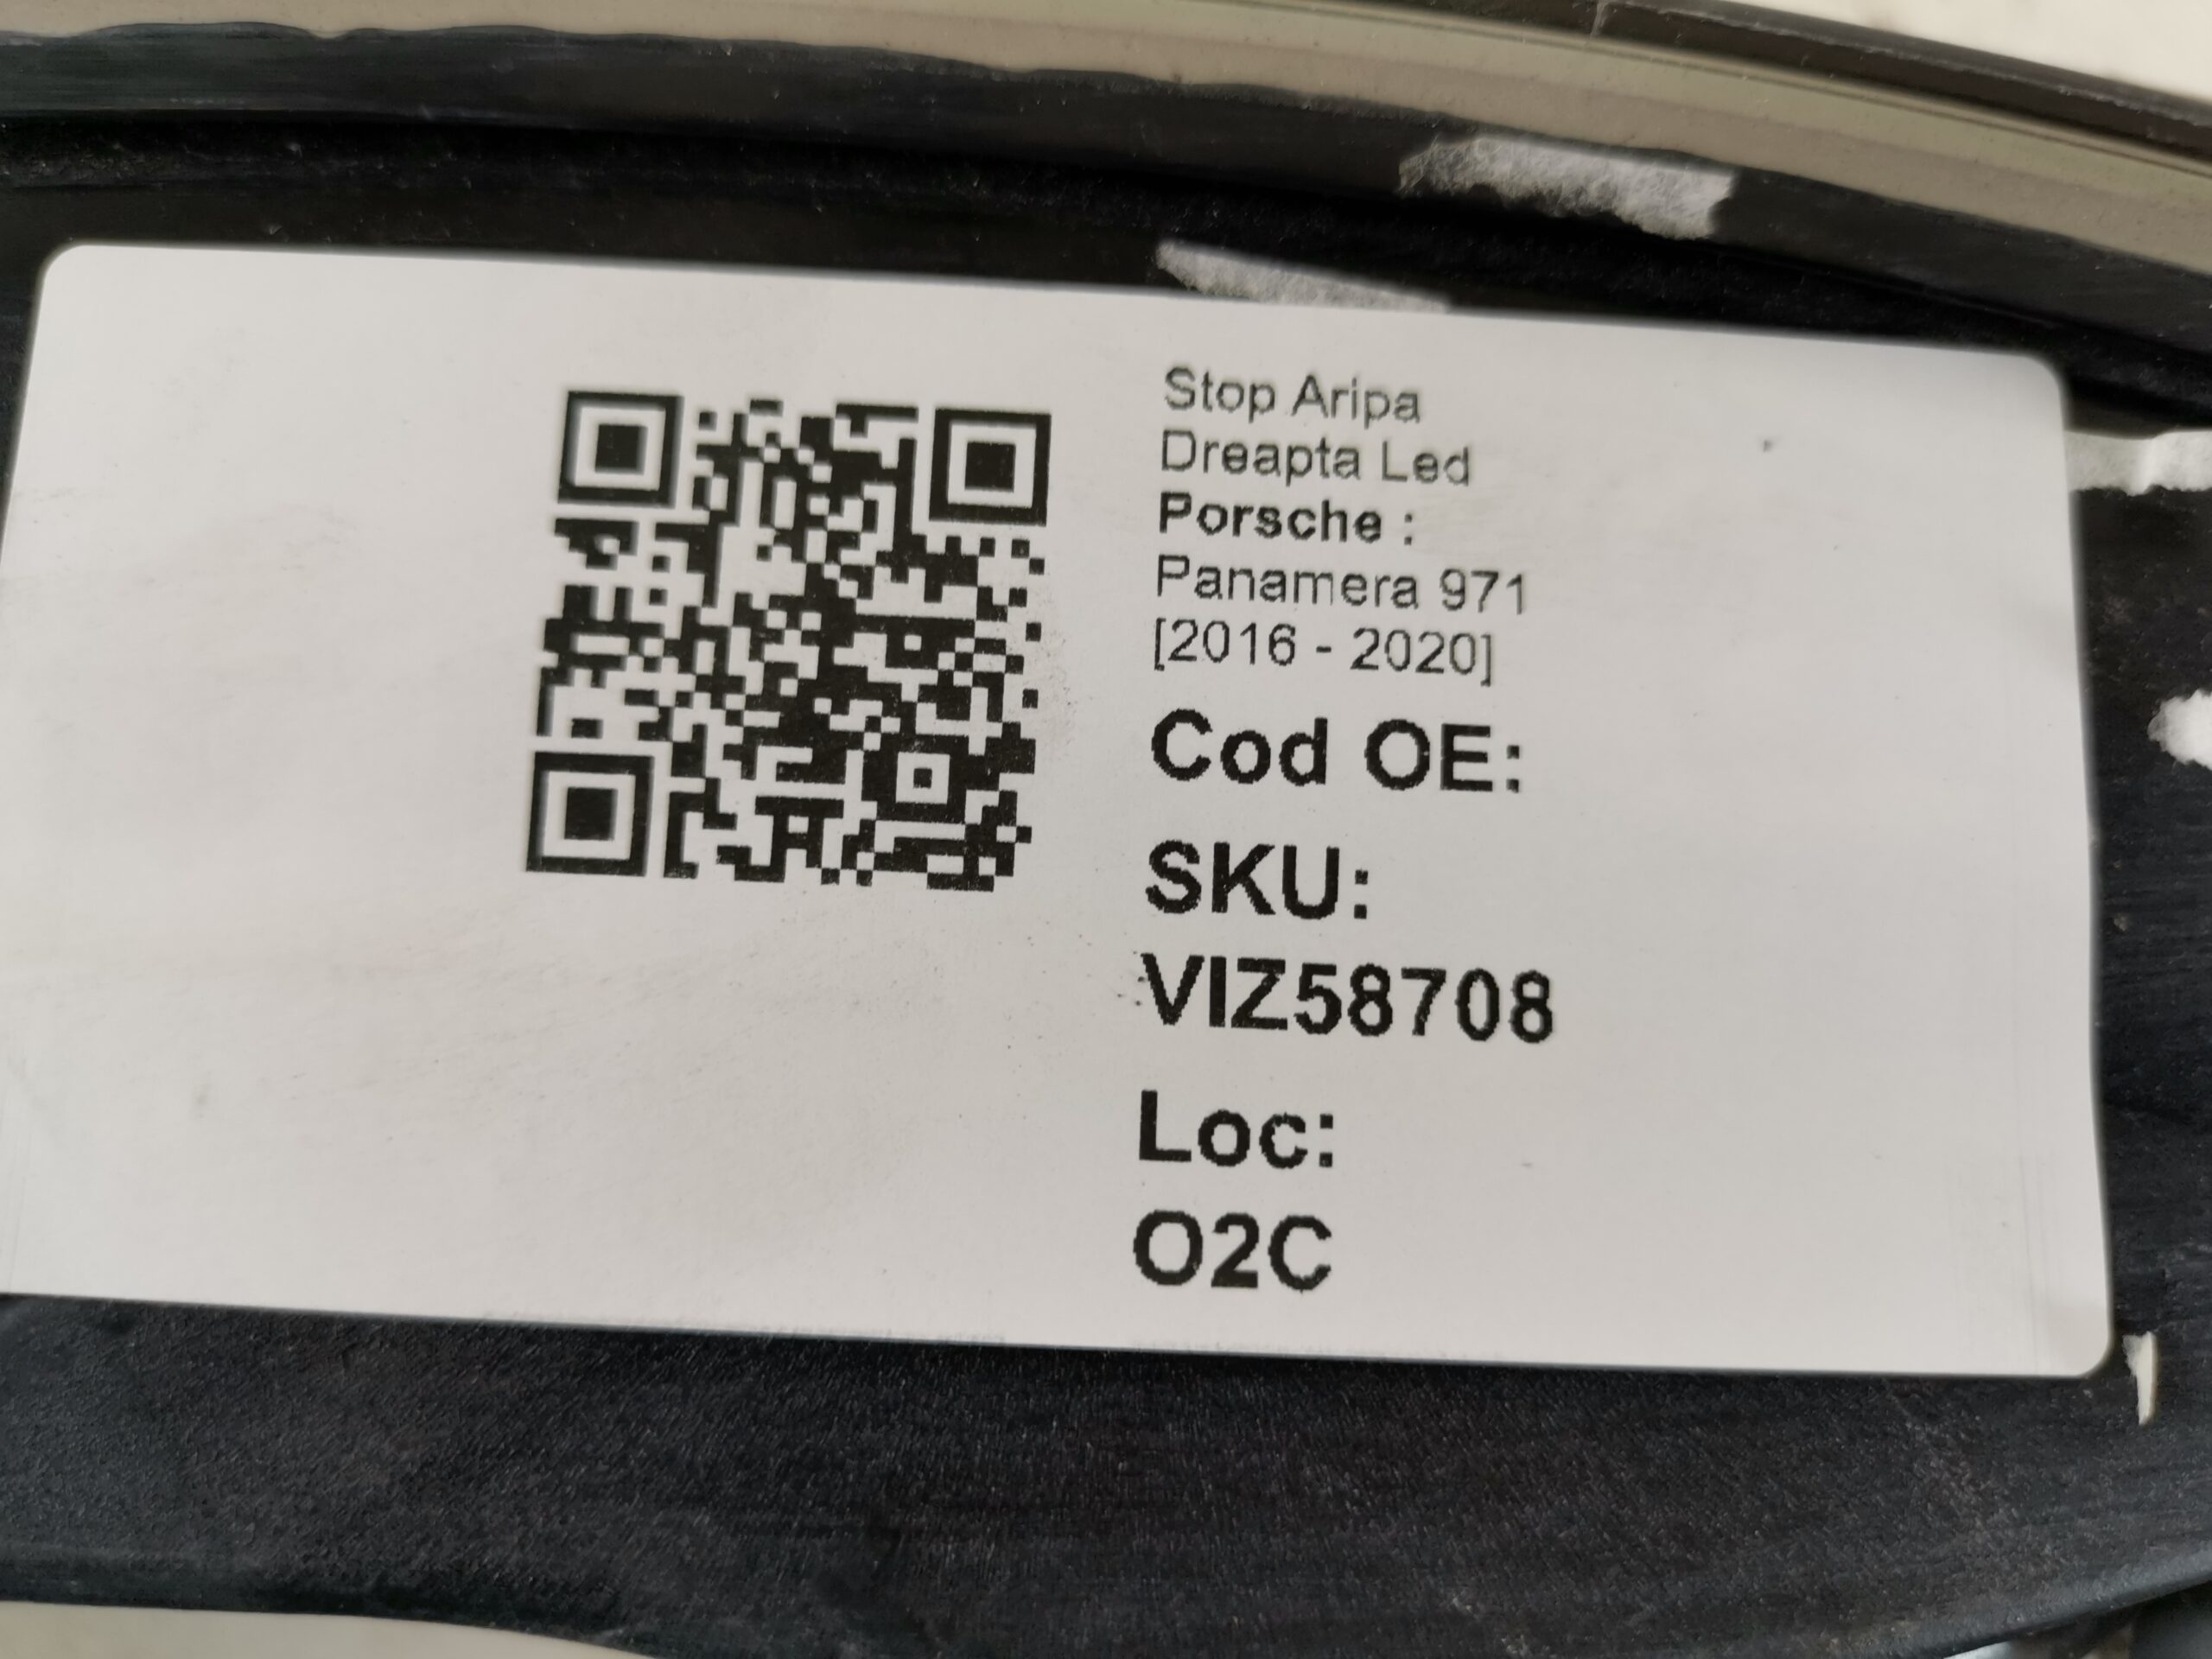 Stop Aripa
Dreapta Led
Porsche :
Panamera 971
[2016 - 2020]
Cod OE:
SKU:
VIZ58708
Loc:
O2C